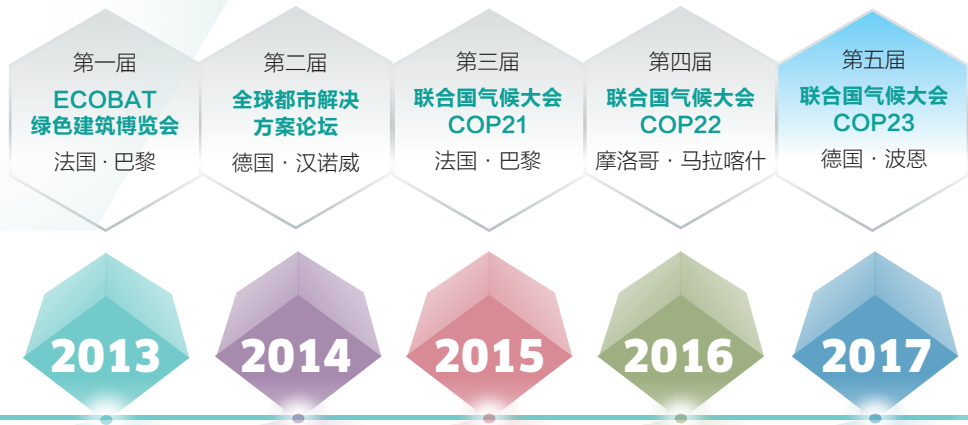 第一届
ECOBAT
绿色建筑博览会
法国·巴黎
第二届
全球都市解决
方案论坛
德国·汉诺威
第三届
联合国气候大会
COP21
法国·巴黎
第四届
联合国气候大会
COP22
摩洛哥·马拉喀什
第五届
联合国气候大会
COP23
德国·波恩
2013
2014
2015
2016
2017